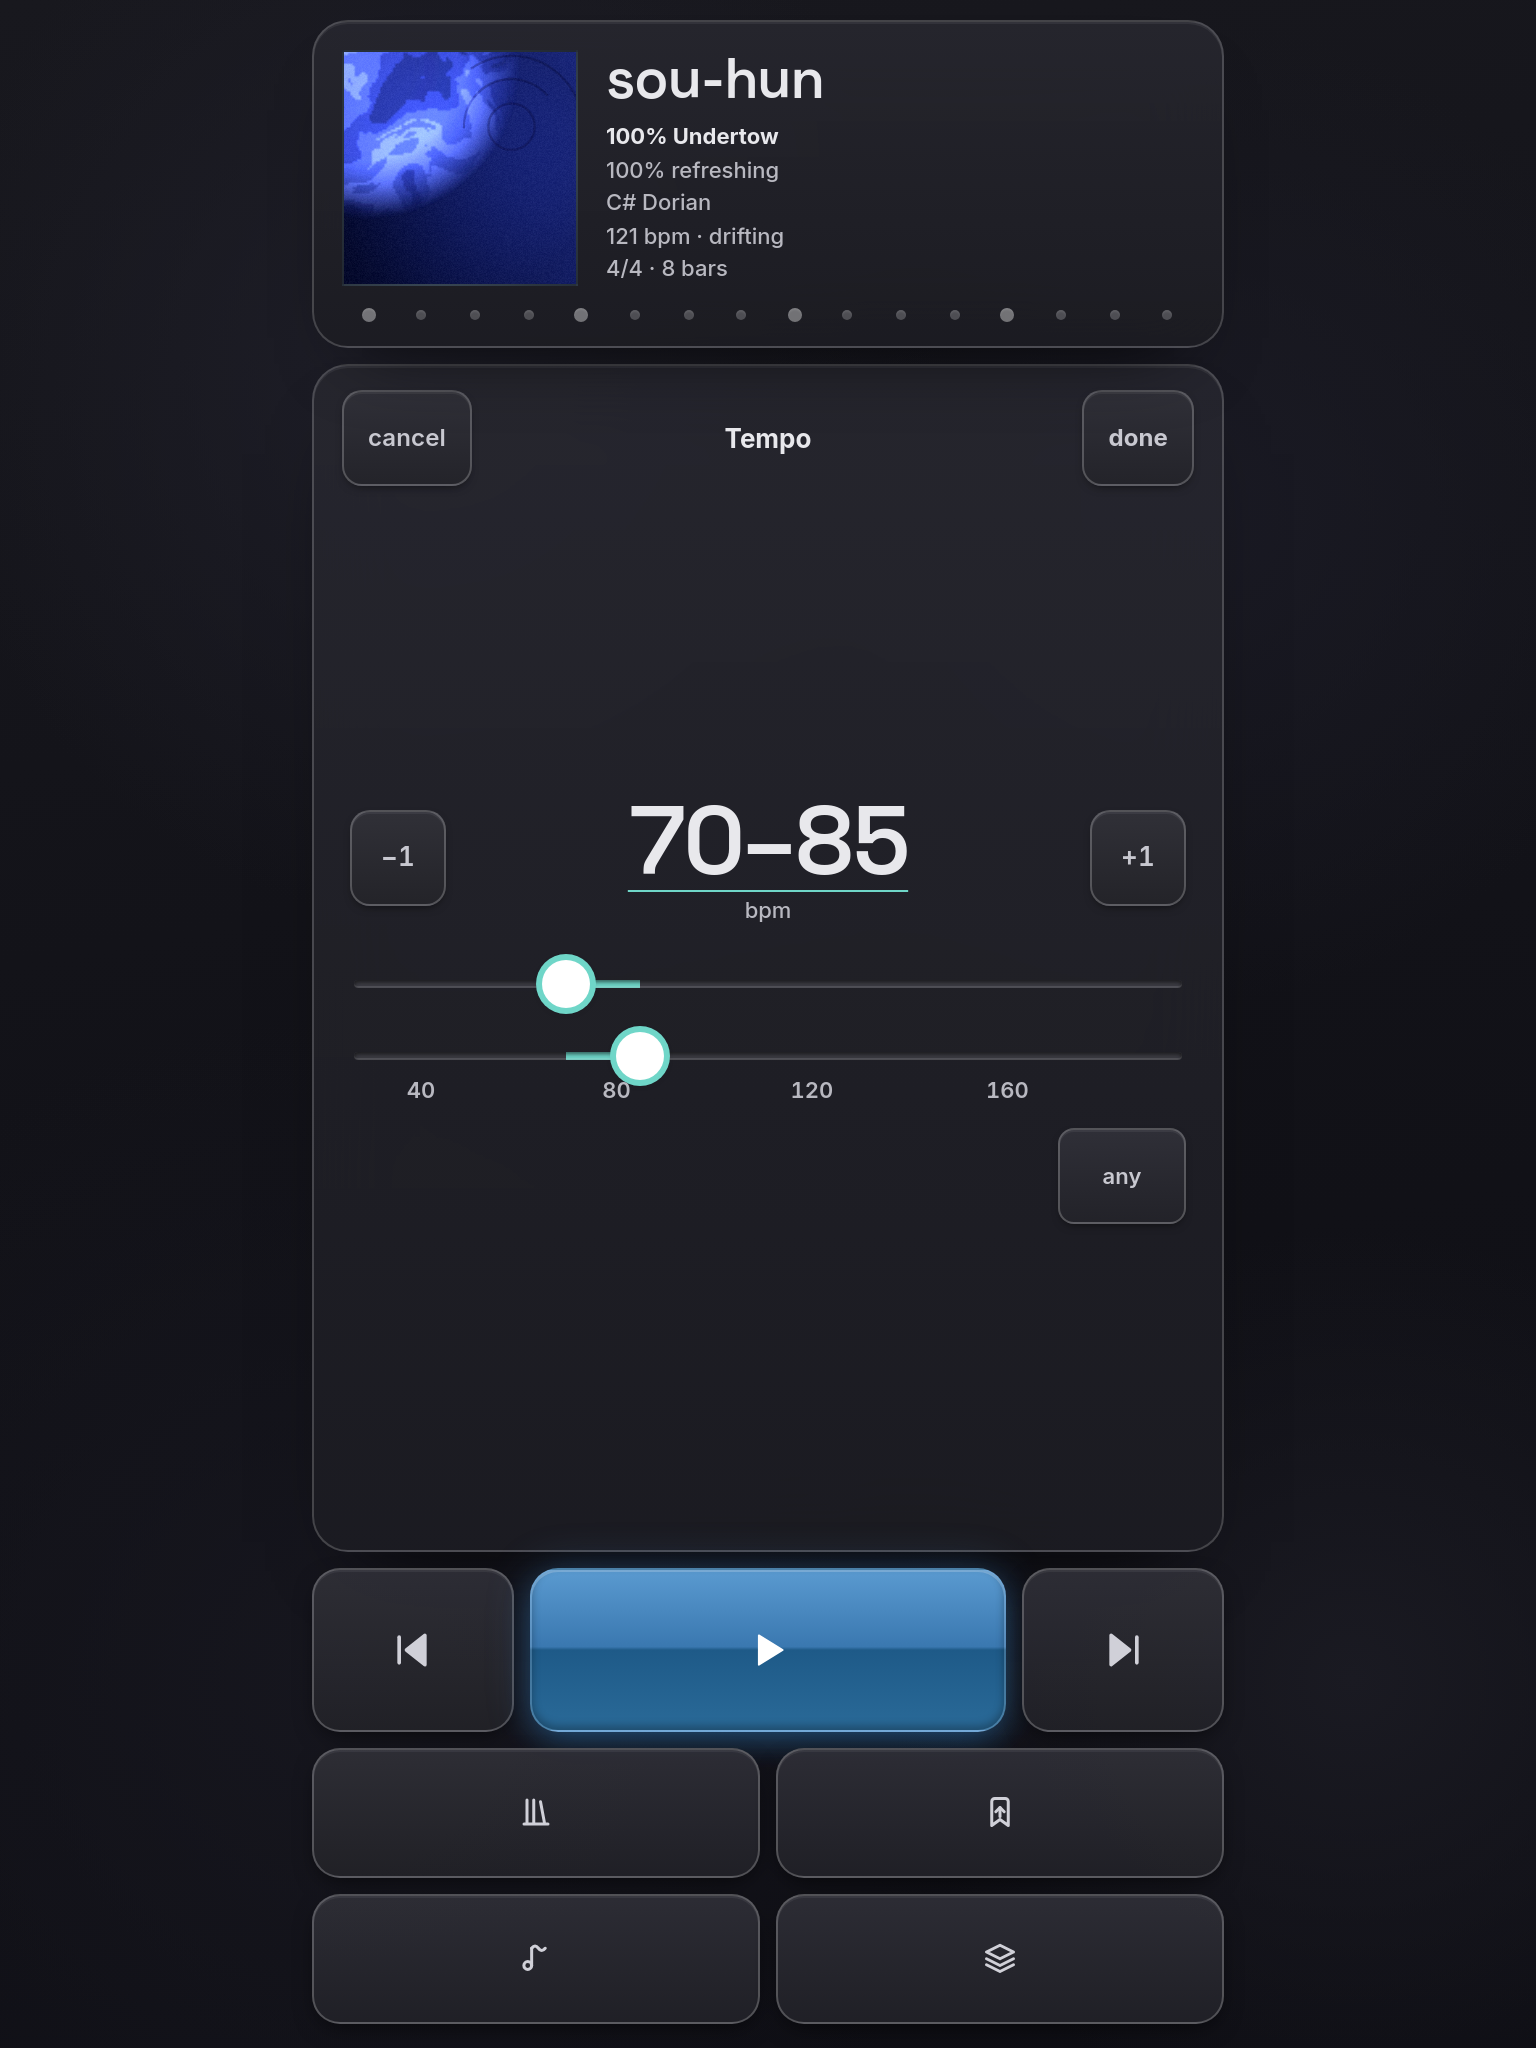 sou-hun
100% Undertow
100% refreshing
C# Dorian
121 bpm · drifting
4/4 · 8 bars
cancel
Tempo
done
−1
70–85
+1
bpm
40 80 120 160
any